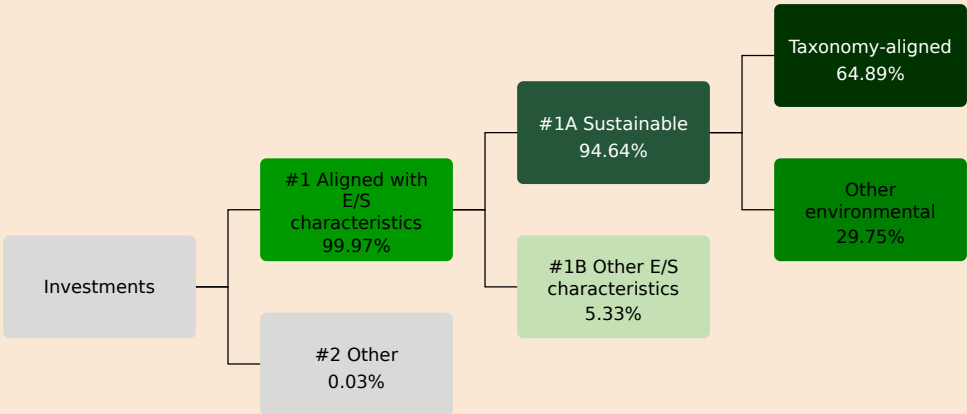 Investments
#1 Aligned with
E/S
characteristics
99.97%
#2 Other
0.03%
#1A Sustainable
94.64%
#1B Other E/S
characteristics
5.33%
Taxonomy-aligned
64.89%
Other
environmental
29.75%